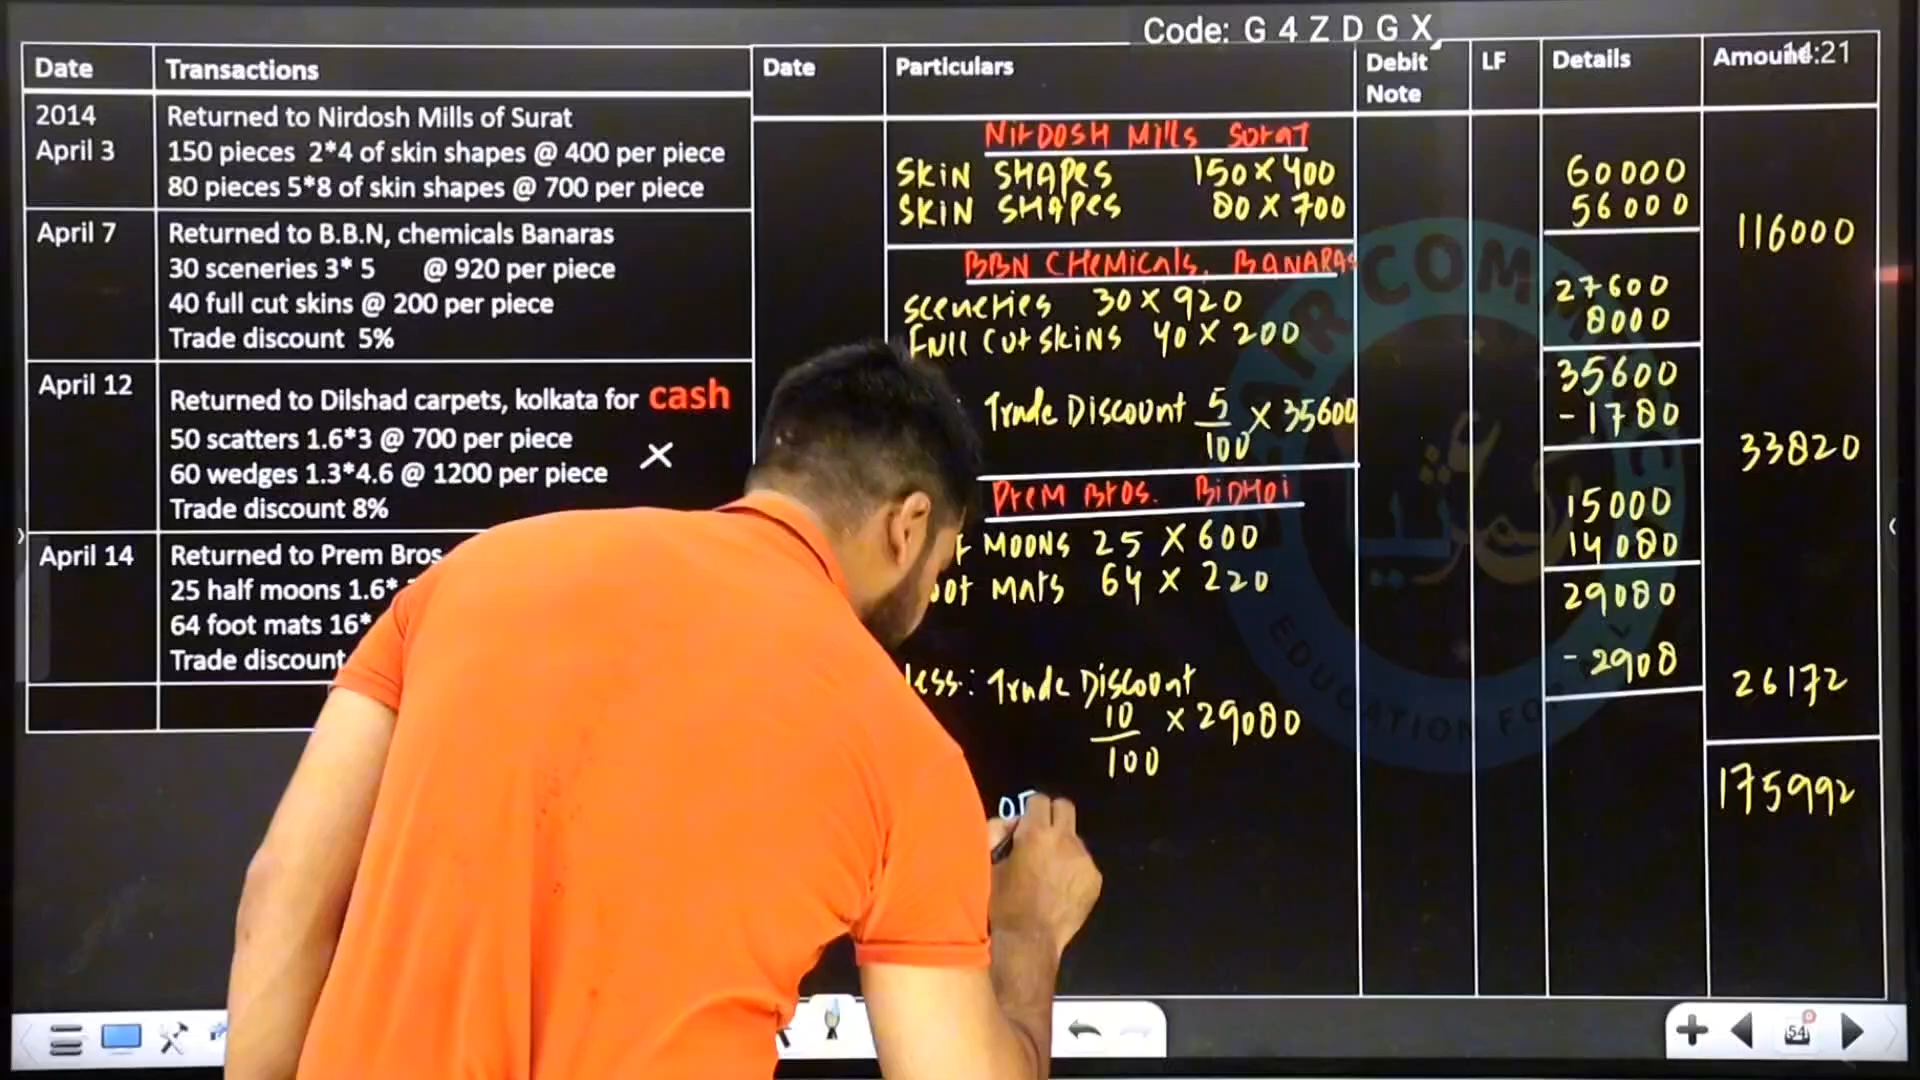 Code: G 4 Z D G X
14:21
Date Transactions
2014 Returned to Nirdosh Mills of Surat
April 3 150 pieces 2*4 of skin shapes @ 400 per piece
80 pieces 5*8 of skin shapes @ 700 per piece
April 7 Returned to B.B.N, chemicals Banaras
30 sceneries 3* 5 @ 920 per piece
40 full cut skins @ 200 per piece
Trade discount 5%
April 12 Returned to Dilshad carpets, kolkata for cash
50 scatters 1.6*3 @ 700 per piece
60 wedges 1.3*4.6 @ 1200 per piece
Trade discount 8%
April 14 Returned to Prem Bros
25 half moons 1.6*
64 foot mats 16*
Trade discount
Date Particulars Debit Note LF Details Amount
Nirdosh Mills Surat
Skin Shapes 150 x 400 60000
Skin Shapes 80 x 700 56000
116000
BBN Chemicals, Banaras
Sceneries 30 x 920 27600
Full Cut Skins 40 x 200 8000
35600
Trade Discount 5/100 x 35600 - 1780
33820
Prem Bros. Bidhoi
Moons 25 x 600 15000
Mats 64 x 220 14080
29080
less: Trade Discount - 2908
10/100 x 29080
26172
175992
COM
EDUCATION FO
54